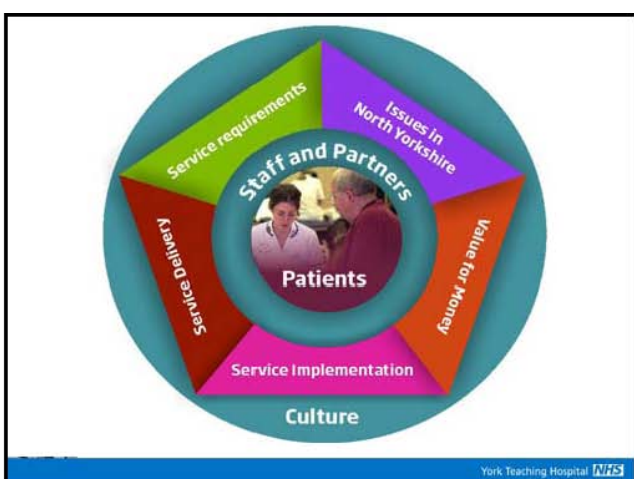 Service requirements
Issues in
North Yorkshire
Staff and Partners
Service Delivery
Value for Money
Patients
Service Implementation
Culture
York Teaching Hospital NHS